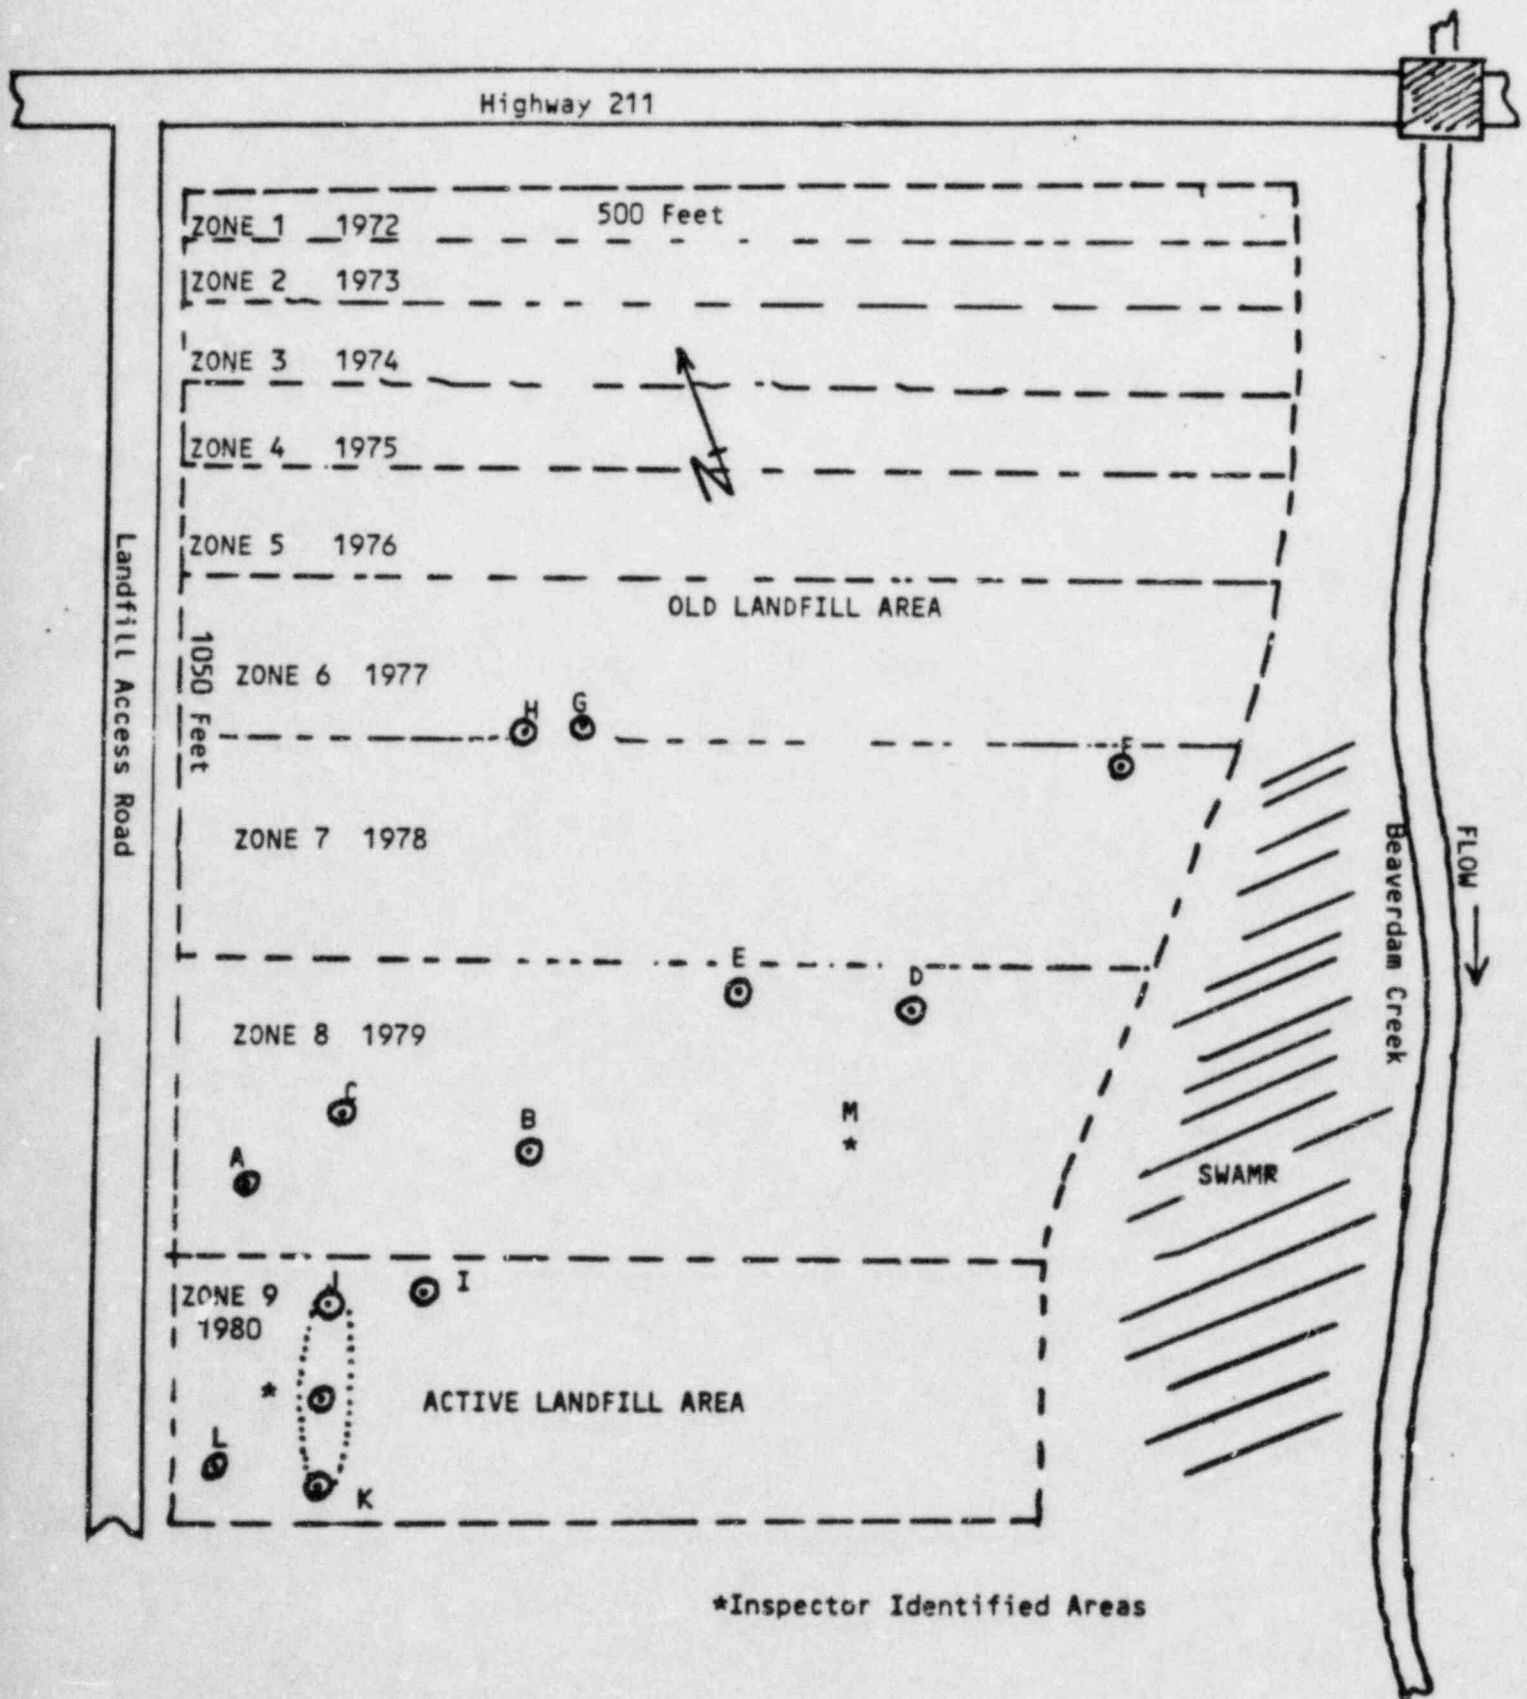 Highway 211
500 Feet
ZONE 1 1972
ZONE 2 1973
ZONE 3 1974
N
ZONE 4 1975
ZONE 5 1976
OLD LANDFILL AREA
Landfill Access Road
1050 Feet
ZONE 6 1977
H G
F
ZONE 7 1978
Beaverdam Creek
FLOW
E
D
ZONE 8 1979
C
B
M
*
A
SWAMR
ZONE 9
1980
J
I
*
ACTIVE LANDFILL AREA
L
K
*Inspector Identified Areas